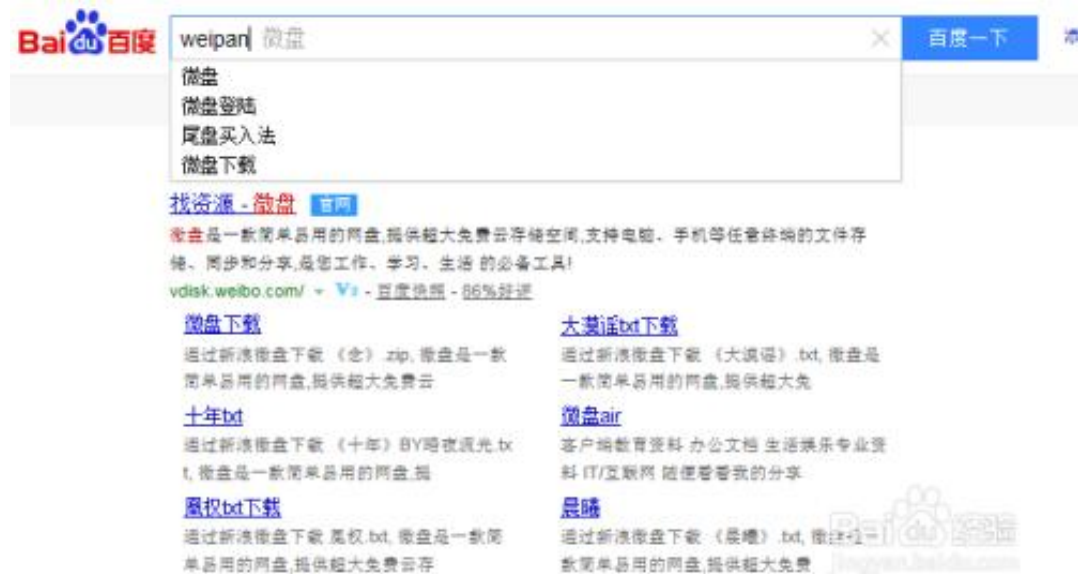 Bai du 百度
weipan 微盘
百度一下
微盘
微盘登陆
尾盘买入法
微盘下载
找资源 - 微盘 官网
微盘是一款简单易用的网盘,提供超大免费云存储空间,支持电脑、手机等任意终端的文件存
储、同步和分享,是您工作、学习、生活 的必备工具!
vdisk.weibo.com/ - 百度快照 - 86%好评
微盘下载
通过新浪微盘下载 《念》.zip, 微盘是一款
简单易用的网盘,提供超大免费云
大漠谣txt下载
通过新浪微盘下载 《大漠谣》.txt, 微盘是
一款简单易用的网盘,提供超大免
十年txt
通过新浪微盘下载 《十年》BY暗夜流光.tx
t, 微盘是一款简单易用的网盘,提
微盘air
客户端教育资料 办公文档 生活娱乐专业资
料 IT/互联网 随便看看我的分享
凰权txt下载
通过新浪微盘下载 凰权.txt, 微盘是一款简
单易用的网盘,提供超大免费云存
晨曦
通过新浪微盘下载 《晨曦》.txt, 微盘是一
款简单易用的网盘,提供超大免费
Bai du 经验
jingyan.baidu.com